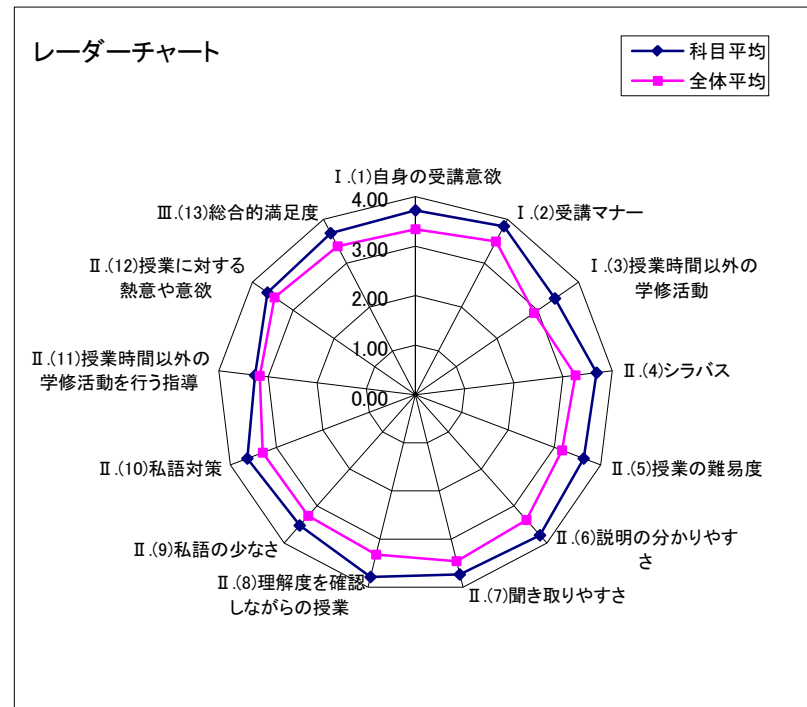 レーダーチャート
科目平均
全体平均
Ⅰ.(1)自身の受講意欲
Ⅰ.(2)受講マナー
Ⅰ.(3)授業時間以外の
学修活動
Ⅱ.(4)シラバス
Ⅱ.(5)授業の難易度
Ⅱ.(6)説明の分かりやす
さ
Ⅱ.(7)聞き取りやすさ
Ⅱ.(8)理解度を確認
しながらの授業
Ⅱ.(9)私語の少なさ
Ⅱ.(10)私語対策
Ⅱ.(11)授業時間以外の
学修活動を行う指導
Ⅱ.(12)授業に対する
熱意や意欲
Ⅲ.(13)総合的満足度
4.00
3.00
2.00
1.00
0.00